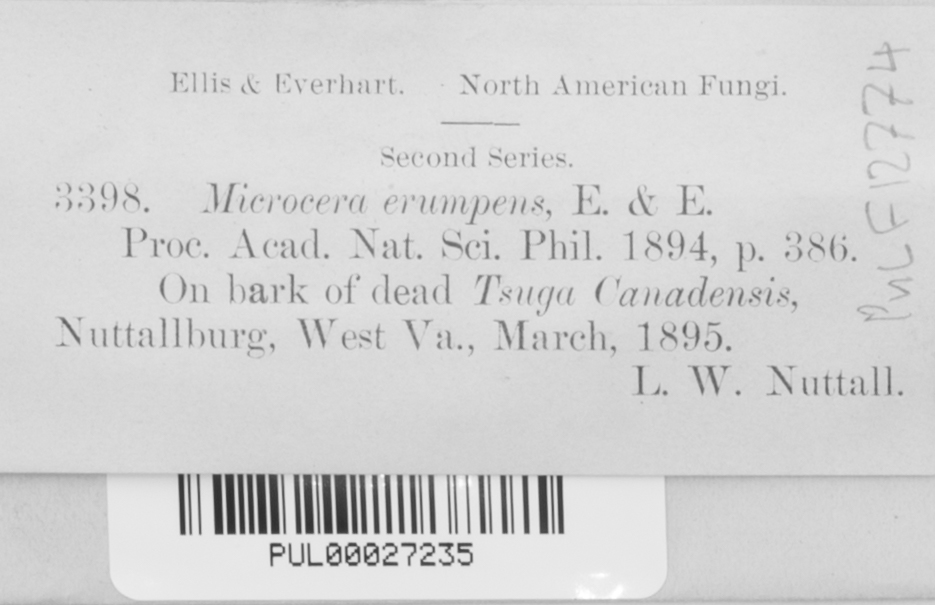 Ellis & Everhart. North American Fungi.
Second Series.
3398. Microcera erumpens, E. & E.
Proc. Acad. Nat. Sci. Phil. 1894, p. 386.
On bark of dead Tsuga Canadensis,
Nuttallburg, West Va., March, 1895.
L. W. Nuttall.
PUL F12774
PUL00027235